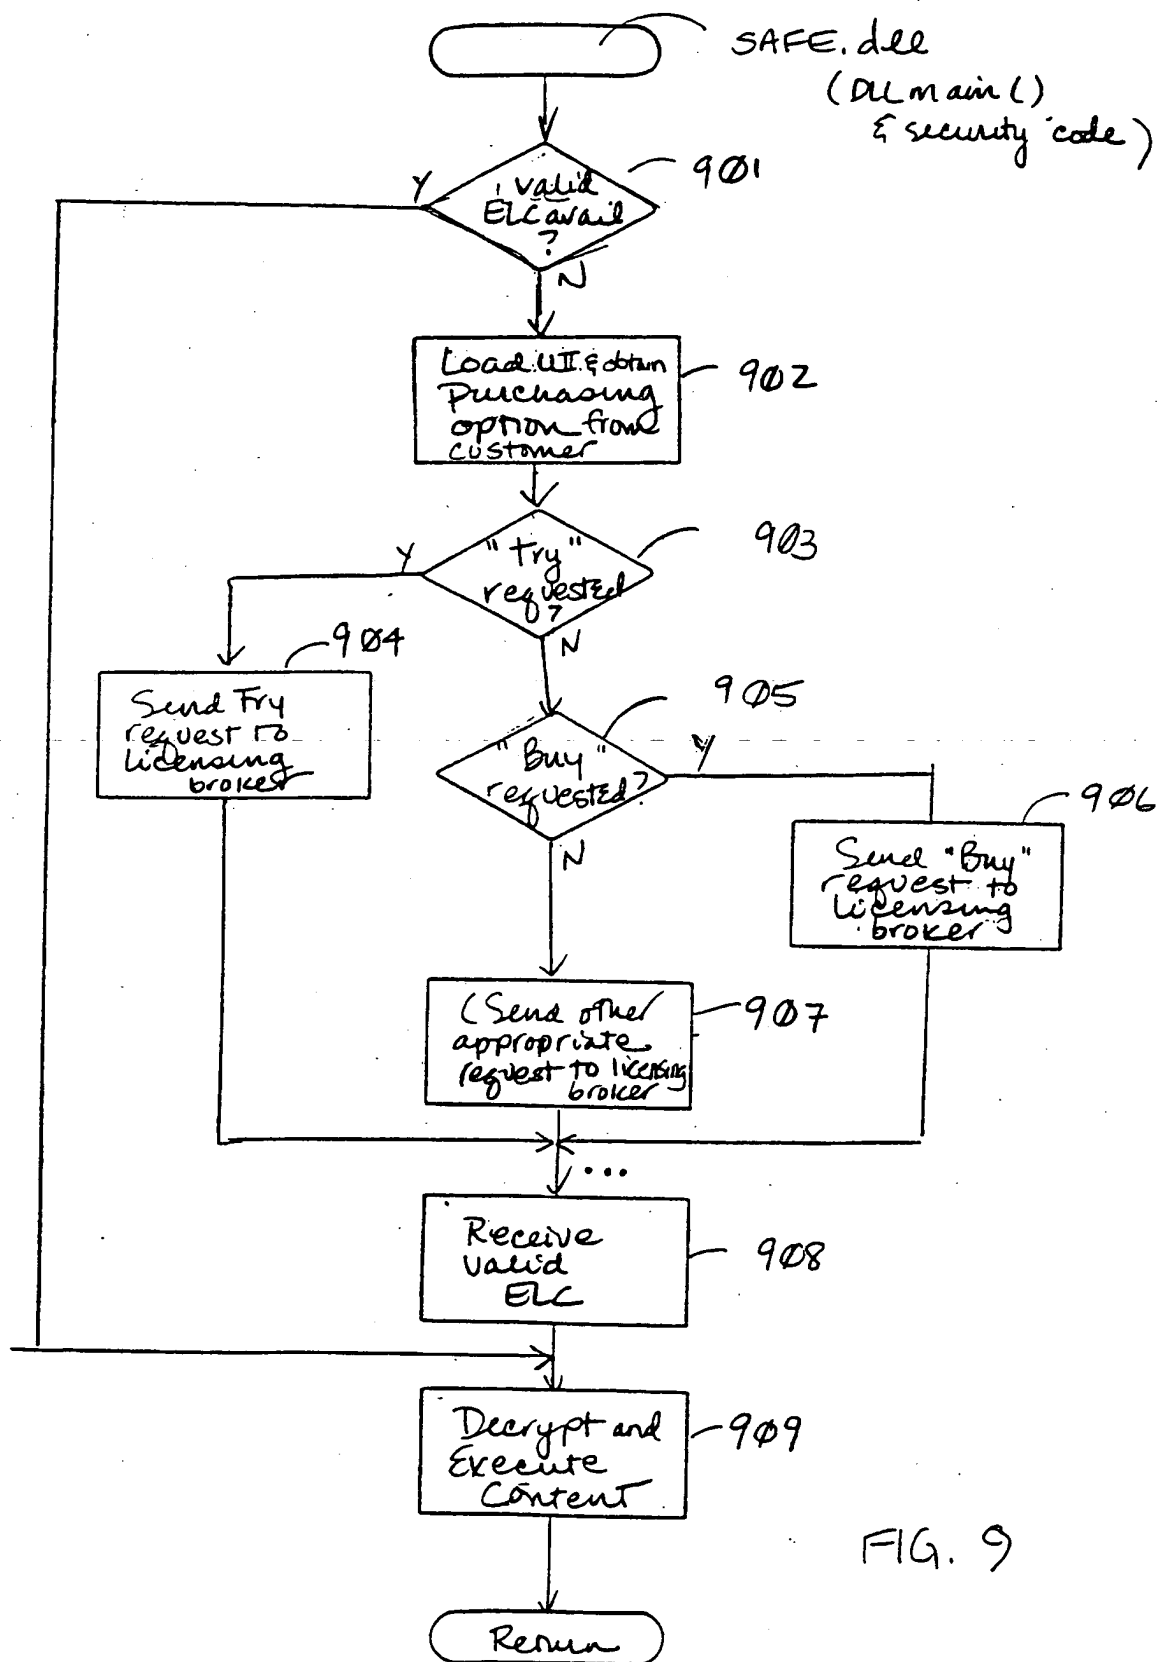 SAFE.dll
(DLLmain()
& security code)
901
Y
valid
ELC avail
?
N
Load UI & obtain
Purchasing
option from
customer
902
"Try"
requested
?
903
Y
N
904
Send Try
request to
licensing
broker
905
"Buy"
requested?
Y
N
906
Send "Buy"
request to
licensing
broker
(Send other
appropriate
request to licensing
broker
907
...
Receive
valid
ELC
908
Decrypt and
Execute
Content
909
Return
FIG. 9